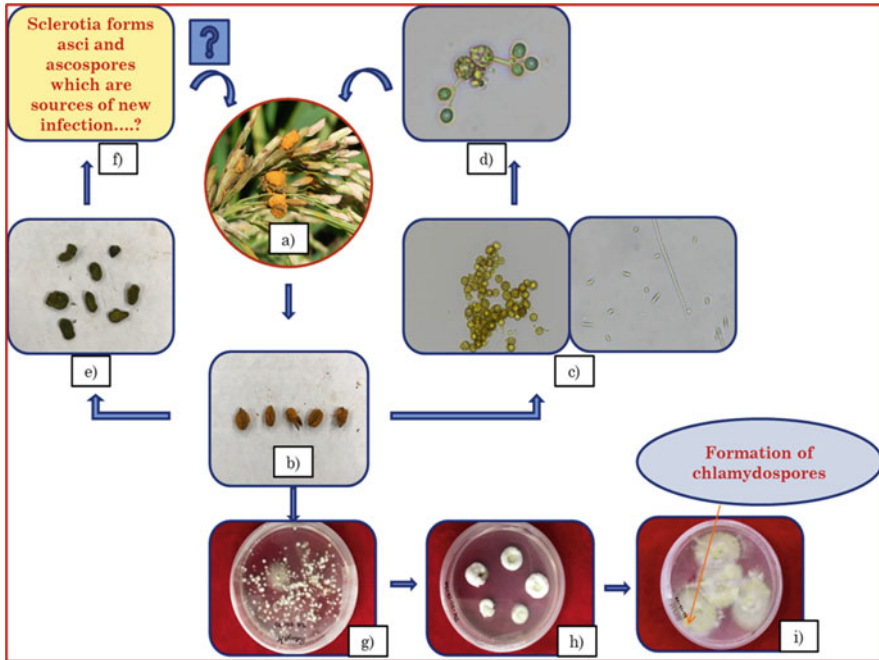 Sclerotia forms
asci and
ascospores
which are
sources of new
infection....?
?
f)
d)
a)
e)
c)
b)
Formation of
chlamydospores
g)
h)
i)